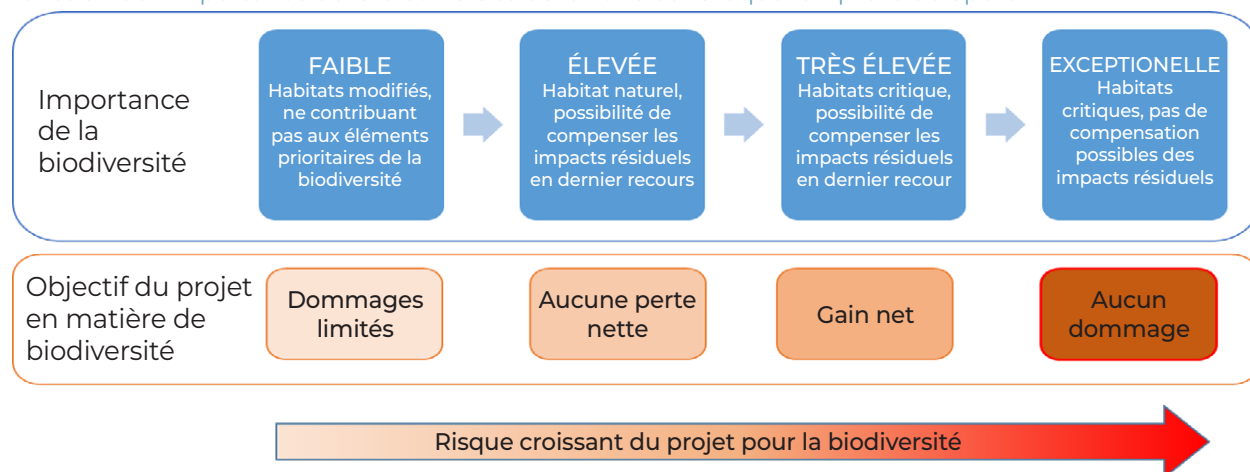 Importance
de la
biodiversité
FAIBLE
Habitats modifiés,
ne contribuant
pas aux éléments
prioritaires de la
biodiversité
ÉLEVÉE
Habitat naturel,
possibilité de
compenser les
impacts résiduels
en dernier recours
TRÈS ÉLEVÉE
Habitats critique,
possibilité de
compenser les
impacts résiduels
en dernier recour
EXCEPTIONELLE
Habitats
critiques, pas de
compensation
possibles des
impacts résiduels
Objectif du projet
en matière de
biodiversité
Dommages
limités
Aucune perte
nette
Gain net
Aucun
dommage
Risque croissant du projet pour la biodiversité